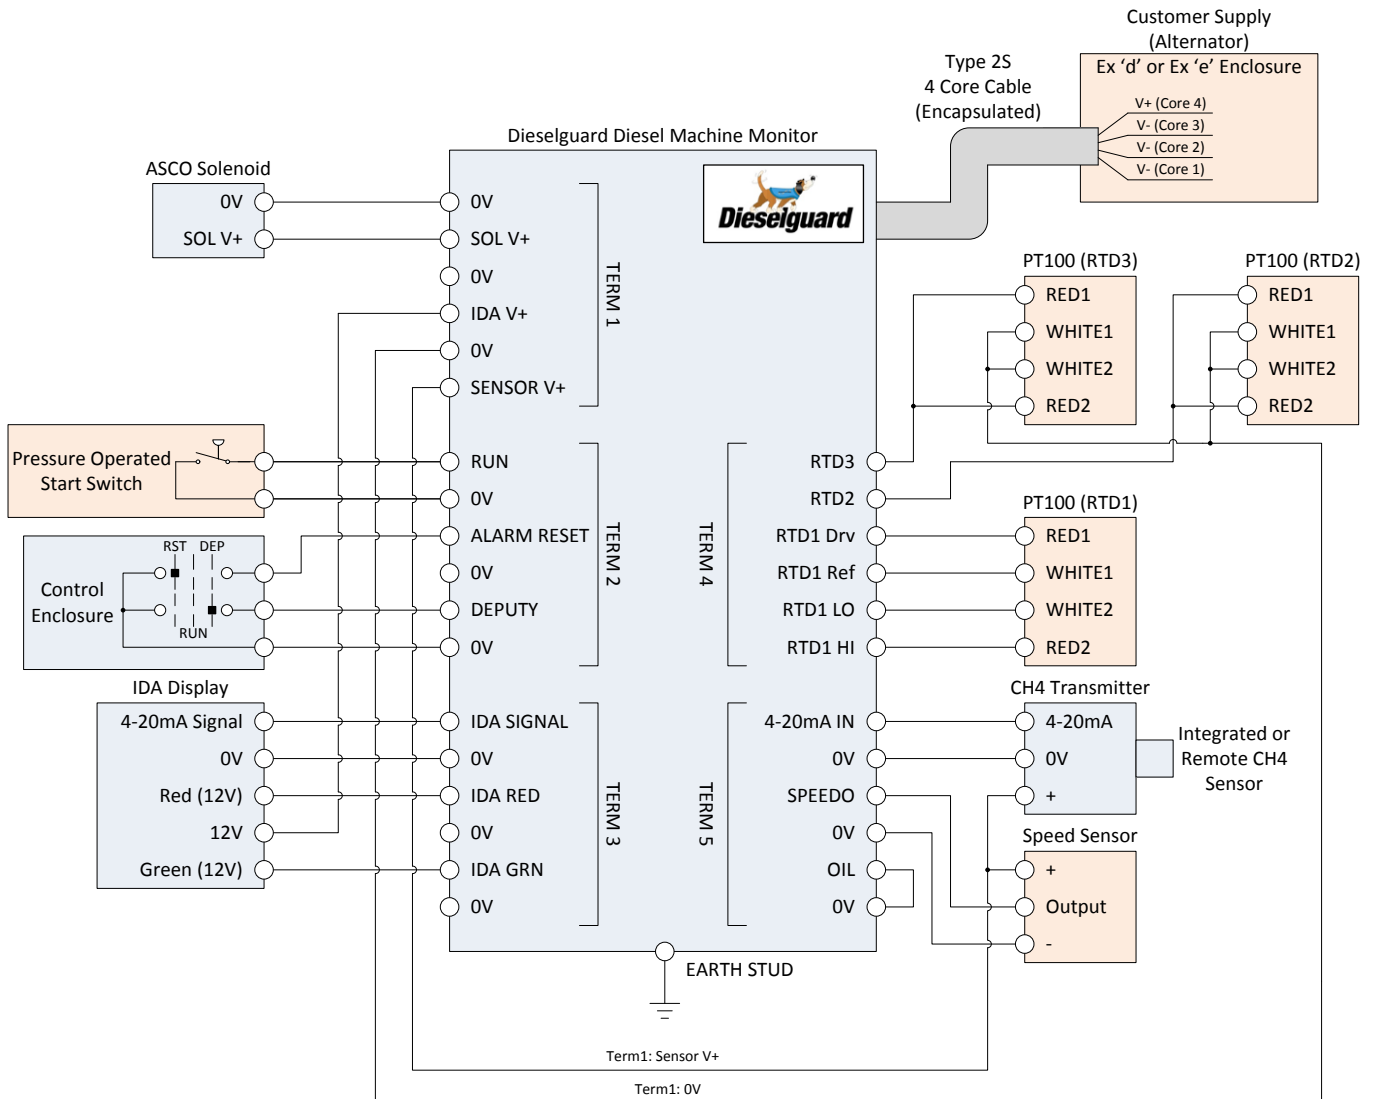 Customer Supply
(Alternator)
Ex ‘d’ or Ex ‘e’ Enclosure
V+ (Core 4)
V- (Core 3)
V- (Core 2)
V- (Core 1)
Type 2S
4 Core Cable
(Encapsulated)
Dieselguard Diesel Machine Monitor
Dieselguard
ASCO Solenoid
0V
SOL V+
0V
SOL V+
0V
IDA V+
0V
SENSOR V+
TERM 1
PT100 (RTD3)
RED1
WHITE1
WHITE2
RED2
PT100 (RTD2)
RED1
WHITE1
WHITE2
RED2
Pressure Operated
Start Switch
RUN
0V
ALARM RESET
0V
DEPUTY
0V
TERM 2
Control
Enclosure
RST DEP
RUN
TERM 4
RTD3
RTD2
RTD1 Drv
RTD1 Ref
RTD1 LO
RTD1 HI
PT100 (RTD1)
RED1
WHITE1
WHITE2
RED2
IDA Display
4-20mA Signal
0V
Red (12V)
12V
Green (12V)
IDA SIGNAL
0V
IDA RED
0V
IDA GRN
0V
TERM 3
TERM 5
4-20mA IN
0V
SPEEDO
0V
OIL
0V
CH4 Transmitter
4-20mA
0V
+
Integrated or
Remote CH4
Sensor
Speed Sensor
+
Output
-
EARTH STUD
Term1: Sensor V+
Term1: 0V